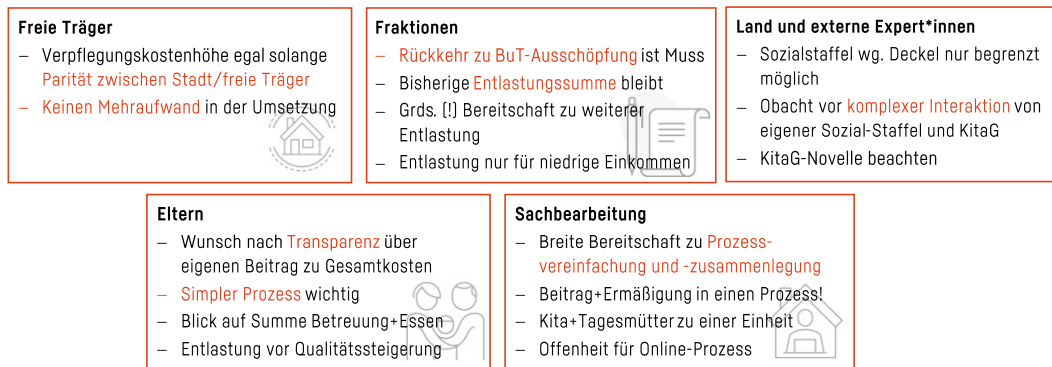 Freie Träger
– Verpflegungskostenhöhe egal solange
Parität zwischen Stadt/freie Träger
– Keinen Mehraufwand in der Umsetzung
Fraktionen
– Rückkehr zu BuT-Ausschöpfung ist Muss
– Bisherige Entlastungssumme bleibt
– Grds. (!) Bereitschaft zu weiterer
Entlastung
– Entlastung nur für niedrige Einkommen
Land und externe Expert*innen
– Sozialstaffel wg. Deckel nur begrenzt
möglich
– Obacht vor komplexer Interaktion von
eigener Sozial-Staffel und KitaG
– KitaG-Novelle beachten
Eltern
– Wunsch nach Transparenz über
eigenen Beitrag zu Gesamtkosten
– Simpler Prozess wichtig
– Blick auf Summe Betreuung+Essen
– Entlastung vor Qualitätssteigerung
Sachbearbeitung
– Breite Bereitschaft zu Prozess-
vereinfachung und -zusammenlegung
– Beitrag+Ermäßigung in einen Prozess!
– Kita+Tagesmütter zu einer Einheit
– Offenheit für Online-Prozess